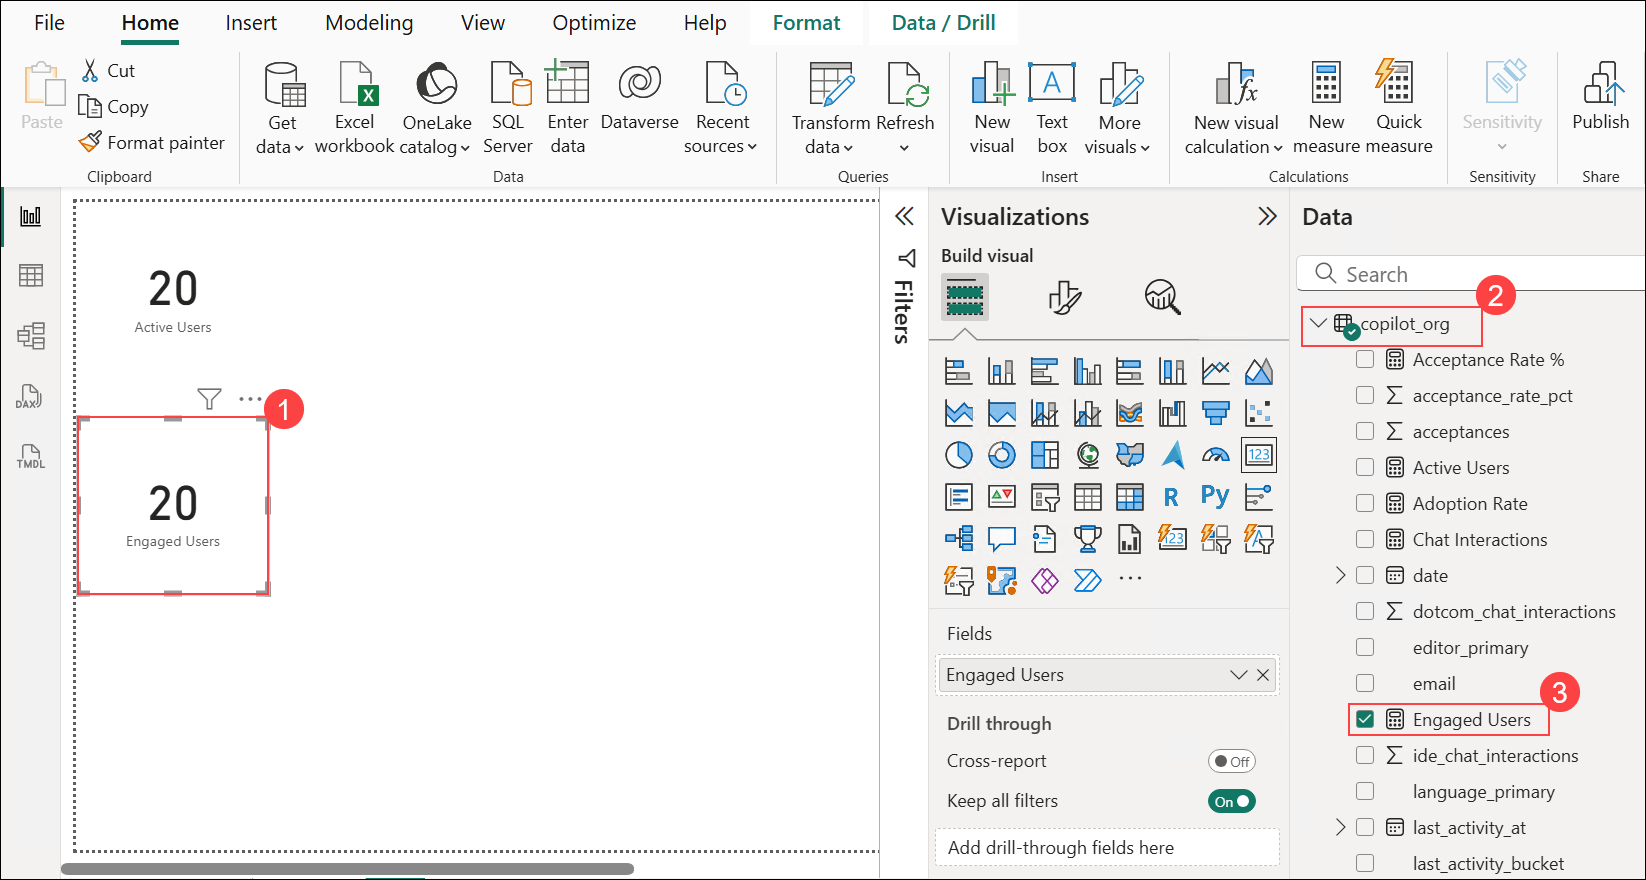 File Home Insert Modeling View Optimize Help Format Data / Drill
Paste
Cut
Copy
Format painter
Clipboard
Get data
Excel workbook
OneLake catalog
SQL Server
Enter data
Dataverse
Recent sources
Data
Transform data
Refresh
Queries
New visual
Text box
More visuals
Insert
New visual calculation
New measure
Quick measure
Calculations
Sensitivity
Sensitivity
Publish
Share
DAX
TMDL
20
Active Users
1
20
Engaged Users
Filters
Visualizations
Build visual
123
R
Py
123
Fields
Engaged Users
Drill through
Cross-report
Off
Keep all filters
On
Add drill-through fields here
Data
Search
2
copilot_org
Acceptance Rate %
acceptance_rate_pct
acceptances
Active Users
Adoption Rate
Chat Interactions
date
dotcom_chat_interactions
editor_primary
email
3
Engaged Users
ide_chat_interactions
language_primary
last_activity_at
last_activity_bucket